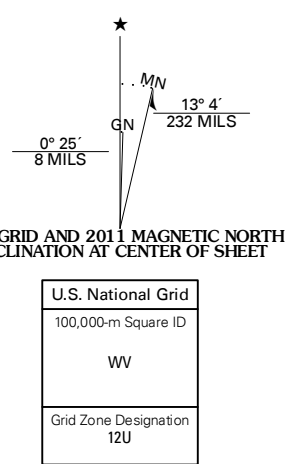 ★
MN
GN
13° 4´
232 MILS
0° 25´
8 MILS
GRID AND 2011 MAGNETIC NORTH
CLINATION AT CENTER OF SHEET
U.S. National Grid
100,000-m Square ID
WV
Grid Zone Designation
12U